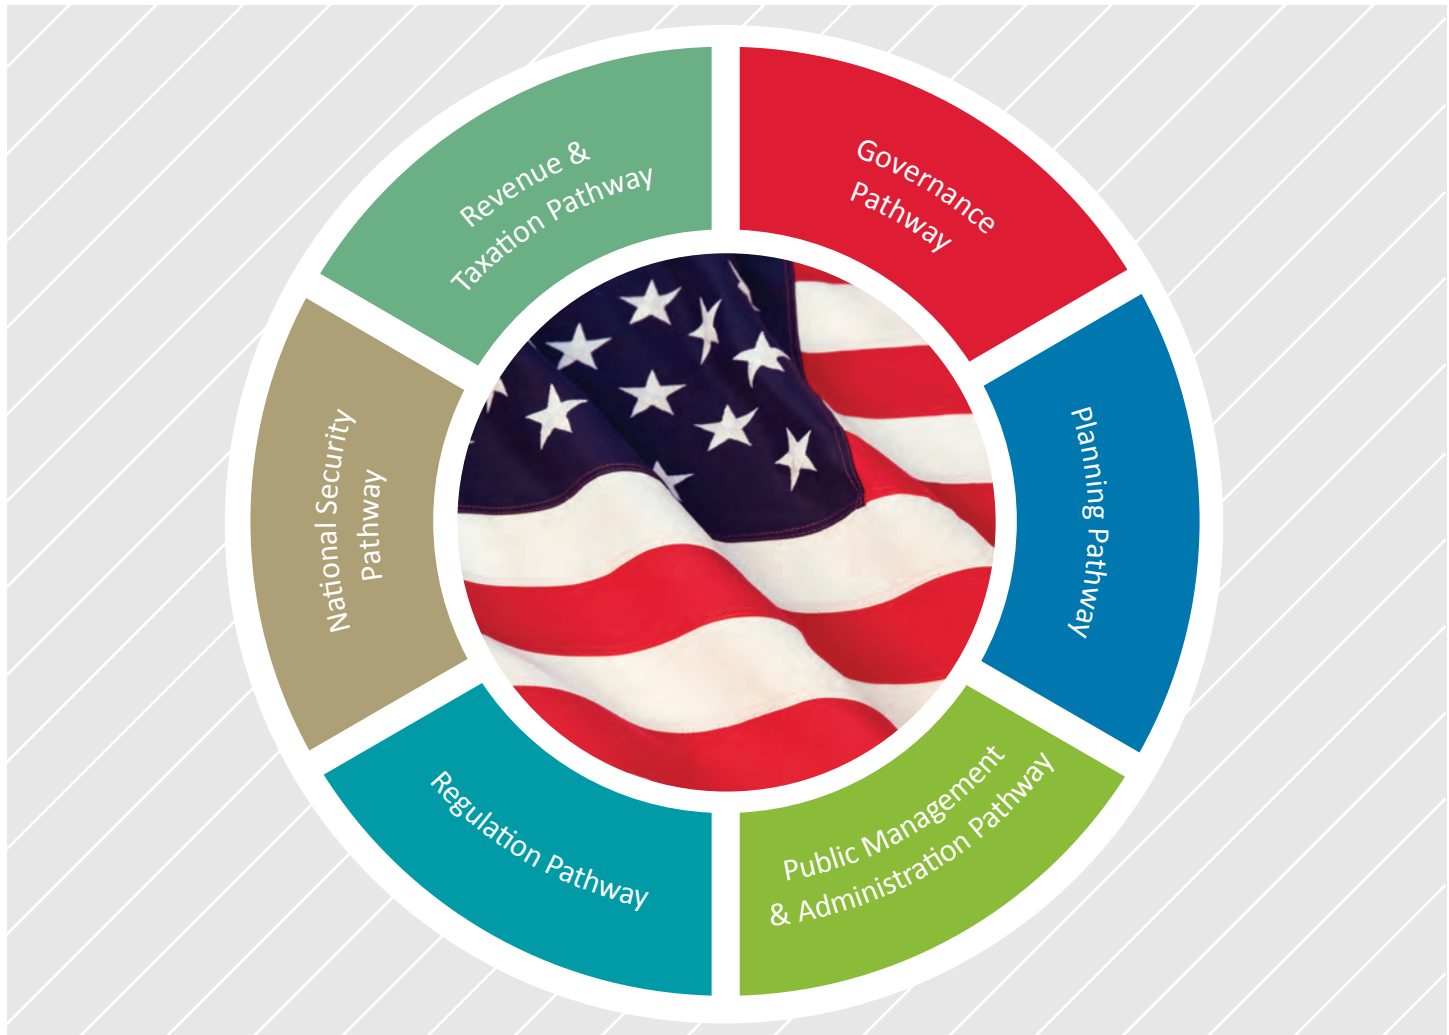 Revenue &
Taxation Pathway
Governance
Pathway
Planning Pathway
Public Management
& Administration Pathway
Regulation Pathway
National Security
Pathway